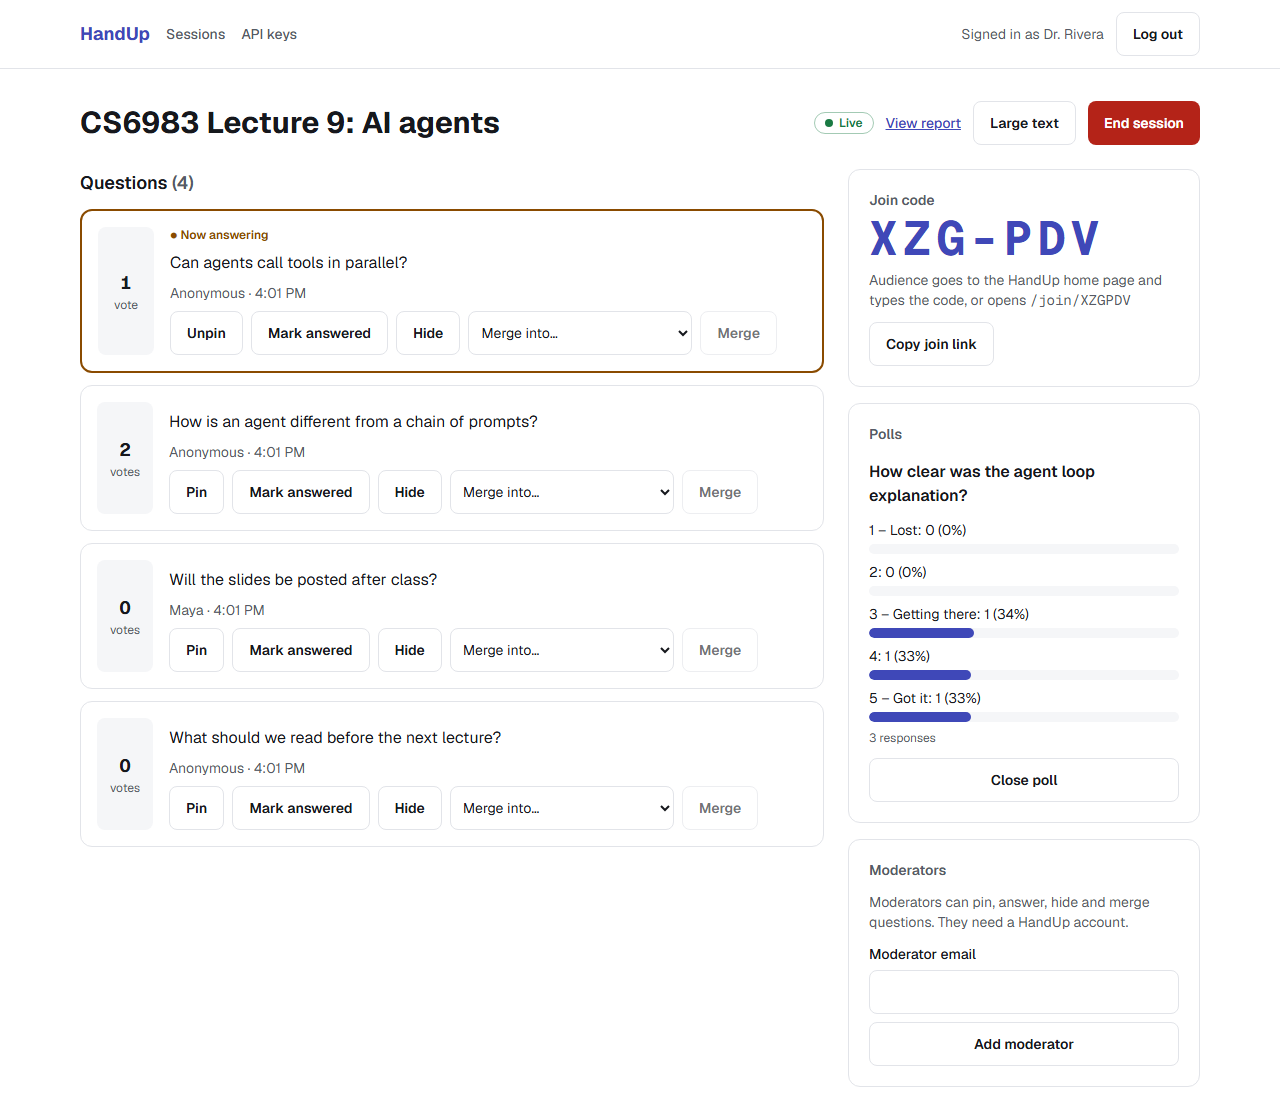 HandUp Sessions API keys Signed in as Dr. Rivera Log out
CS6983 Lecture 9: AI agents
Live View report Large text End session
Questions (4)
1 vote
● Now answering
Can agents call tools in parallel?
Anonymous · 4:01 PM
Unpin Mark answered Hide Merge into... Merge
2 votes
How is an agent different from a chain of prompts?
Anonymous · 4:01 PM
Pin Mark answered Hide Merge into... Merge
0 votes
Will the slides be posted after class?
Maya · 4:01 PM
Pin Mark answered Hide Merge into... Merge
0 votes
What should we read before the next lecture?
Anonymous · 4:01 PM
Pin Mark answered Hide Merge into... Merge
Join code
XZG-PDV
Audience goes to the HandUp home page and
types the code, or opens /join/XZGPDV
Copy join link
Polls
How clear was the agent loop
explanation?
1 – Lost: 0 (0%)
2: 0 (0%)
3 – Getting there: 1 (34%)
4: 1 (33%)
5 – Got it: 1 (33%)
3 responses
Close poll
Moderators
Moderators can pin, answer, hide and merge
questions. They need a HandUp account.
Moderator email
Add moderator